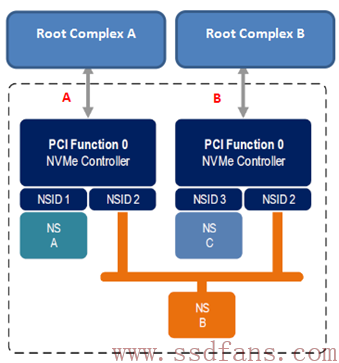 Root Complex A
Root Complex B
A
B
PCI Function 0
NVMe Controller
PCI Function 0
NVMe Controller
NSID 1
NSID 2
NSID 3
NSID 2
NS
A
NS
C
NS
B
www.ssdfans.com